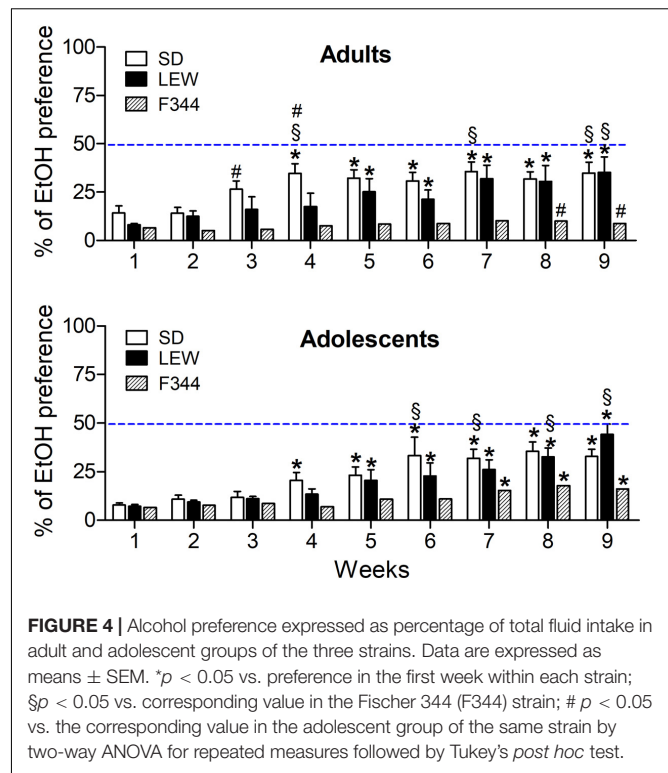 Adults
% of EtOH preference
100
75
50
25
0
SD
LEW
F344
#
#
§
*
* *
* *
§
* *
* *
#
§ §
* *
#
1 2 3 4 5 6 7 8 9
Adolescents
% of EtOH preference
100
75
50
25
0
SD
LEW
F344
*
* *
§
* *
§
* *
*
§
* *
*
§
* *
*
1 2 3 4 5 6 7 8 9
Weeks
FIGURE 4 | Alcohol preference expressed as percentage of total fluid intake in
adult and adolescent groups of the three strains. Data are expressed as
means ± SEM. *p < 0.05 vs. preference in the first week within each strain;
§p < 0.05 vs. corresponding value in the Fischer 344 (F344) strain; # p < 0.05
vs. the corresponding value in the adolescent group of the same strain by
two-way ANOVA for repeated measures followed by Tukey's post hoc test.